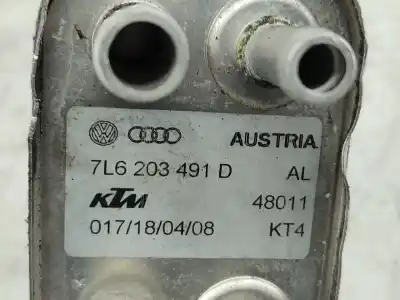 AUSTRIA
7L6 203 491 D AL
KTM 48011
017/18/04/08 KT4